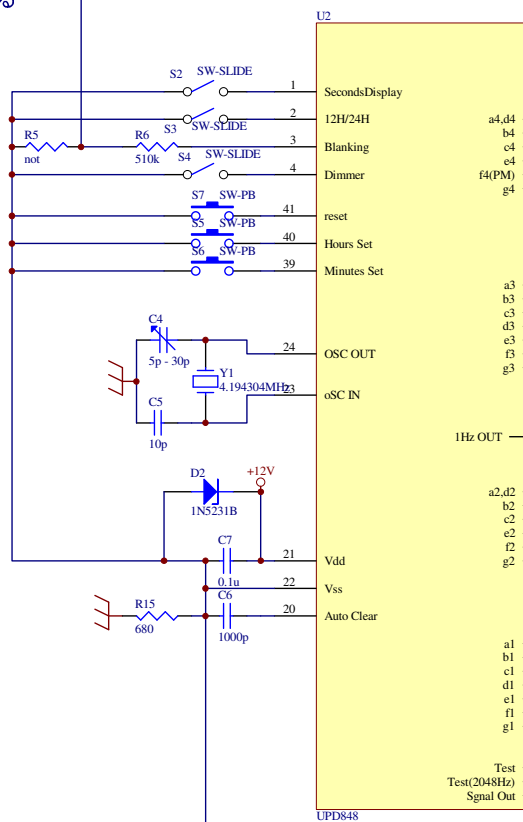 U2
S2 SW-SLIDE
1 SecondsDisplay
S3 SW-SLIDE
2 12H/24H
a4,d4
b4
c4
e4
f4(PM)
g4
R5
not
R6
510k
3 Blanking
S4 SW-SLIDE
4 Dimmer
S7 SW-PB
41 reset
S5 SW-PB
40 Hours Set
S6 SW-PB
39 Minutes Set
a3
b3
c3
d3
e3
f3
g3
C4
5p - 30p
24 OSC OUT
Y1
4.194304MHz
23 oSC IN
C5
10p
1Hz OUT
D2
+12V
1N5231B
a2,d2
b2
c2
e2
f2
g2
C7
0.1u
21 Vdd
22 Vss
C6
1000p
20 Auto Clear
R15
680
a1
b1
c1
d1
e1
f1
g1
Test
Test(2048Hz)
Sgnal Out
UPD848